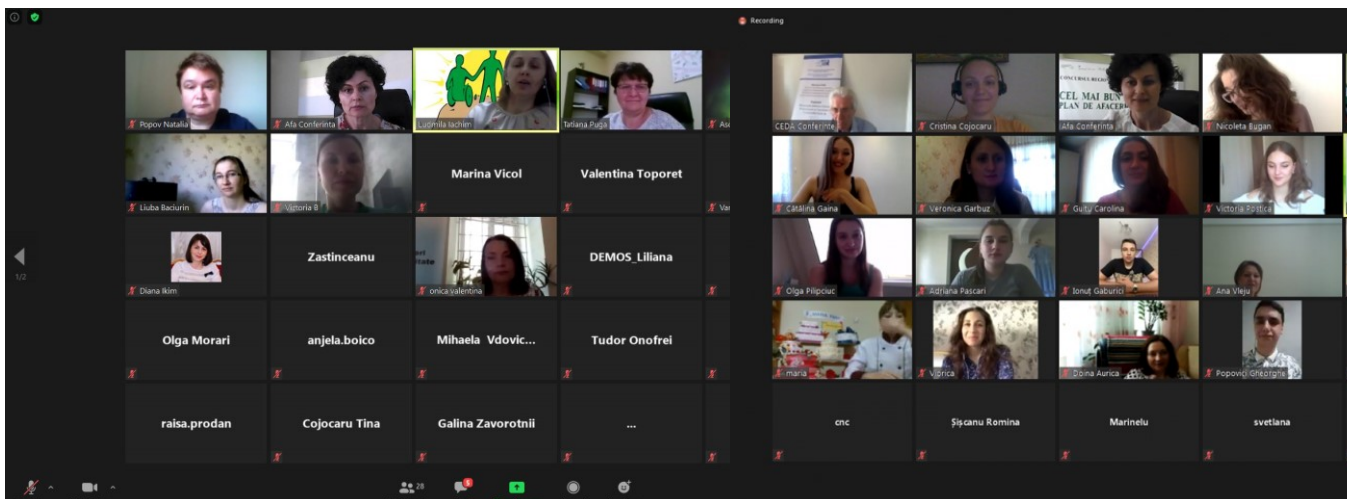 Recording
Popov Natalia
Afa Conferinta
Ludmila Iachim
Tatiana Puga
Liuba Baciurin
Victoria B
Marina Vicol
Valentina Toporet
Diana Ikim
Zastinceanu
onica valentina
DEMOS_Liliana
Olga Morari
anjela.boico
Mihaela Vdovic...
Tudor Onofrei
raisa.prodan
Cojocaru Tina
Galina Zavorotnii
...
1/2
28
5
CEDA Conferinte
Cristina Cojocaru
CEL MAI BUN
PLAN DE AFACERI
Afa Conferinta
Nicoleta Bugan
Cătălina Gaina
Veronica Garbuz
Guțu Carolina
Victoria Postica
Olga Pilipciuc
Adriana Pascari
Ionuț Gaburici
Ana Vleju
maria
Viorica
Doina Aurica
Popovici Gheorghe
cnc
Șișcanu Romina
Marinelu
svetlana